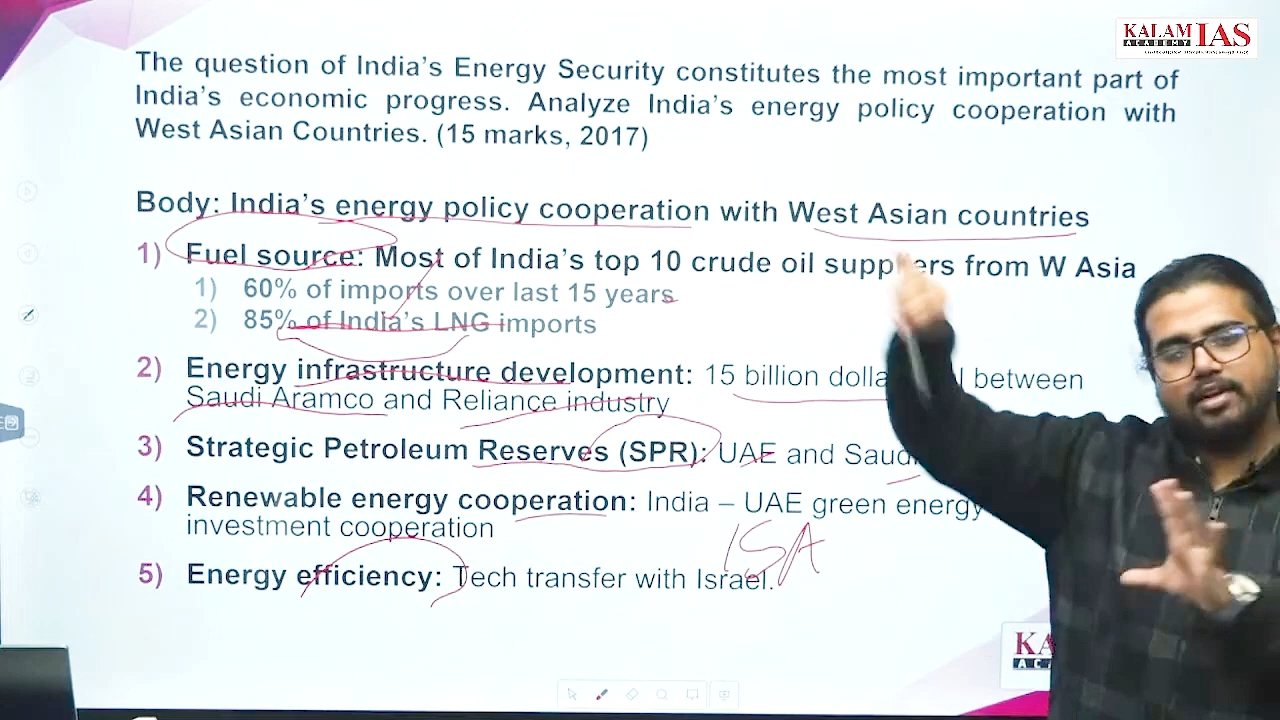 KALAM IAS
ACADEMY
The question of India's Energy Security constitutes the most important part of
India's economic progress. Analyze India's energy policy cooperation with
West Asian Countries. (15 marks, 2017)
Body: India's energy policy cooperation with West Asian countries
1) Fuel source: Most of India's top 10 crude oil suppliers from W Asia
1) 60% of imports over last 15 years
2) 85% of India's LNG imports
2) Energy infrastructure development: 15 billion between
Saudi Aramco and Reliance industry
3) Strategic Petroleum Reserves (SPR): UAE and Saudi
4) Renewable energy cooperation: India – UAE green energy
investment cooperation
ISA
5) Energy efficiency: Tech transfer with Israel.